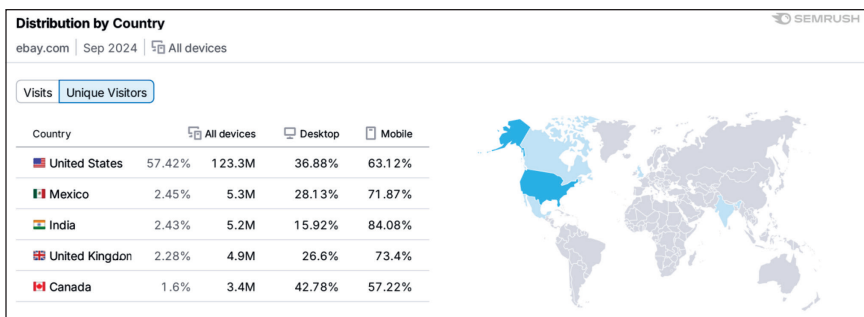 Distribution by Country
SEMRUSH
ebay.com Sep 2024 All devices
Visits Unique Visitors
Country All devices Desktop Mobile
United States 57.42% 123.3M 36.88% 63.12%
Mexico 2.45% 5.3M 28.13% 71.87%
India 2.43% 5.2M 15.92% 84.08%
United Kingdon 2.28% 4.9M 26.6% 73.4%
Canada 1.6% 3.4M 42.78% 57.22%